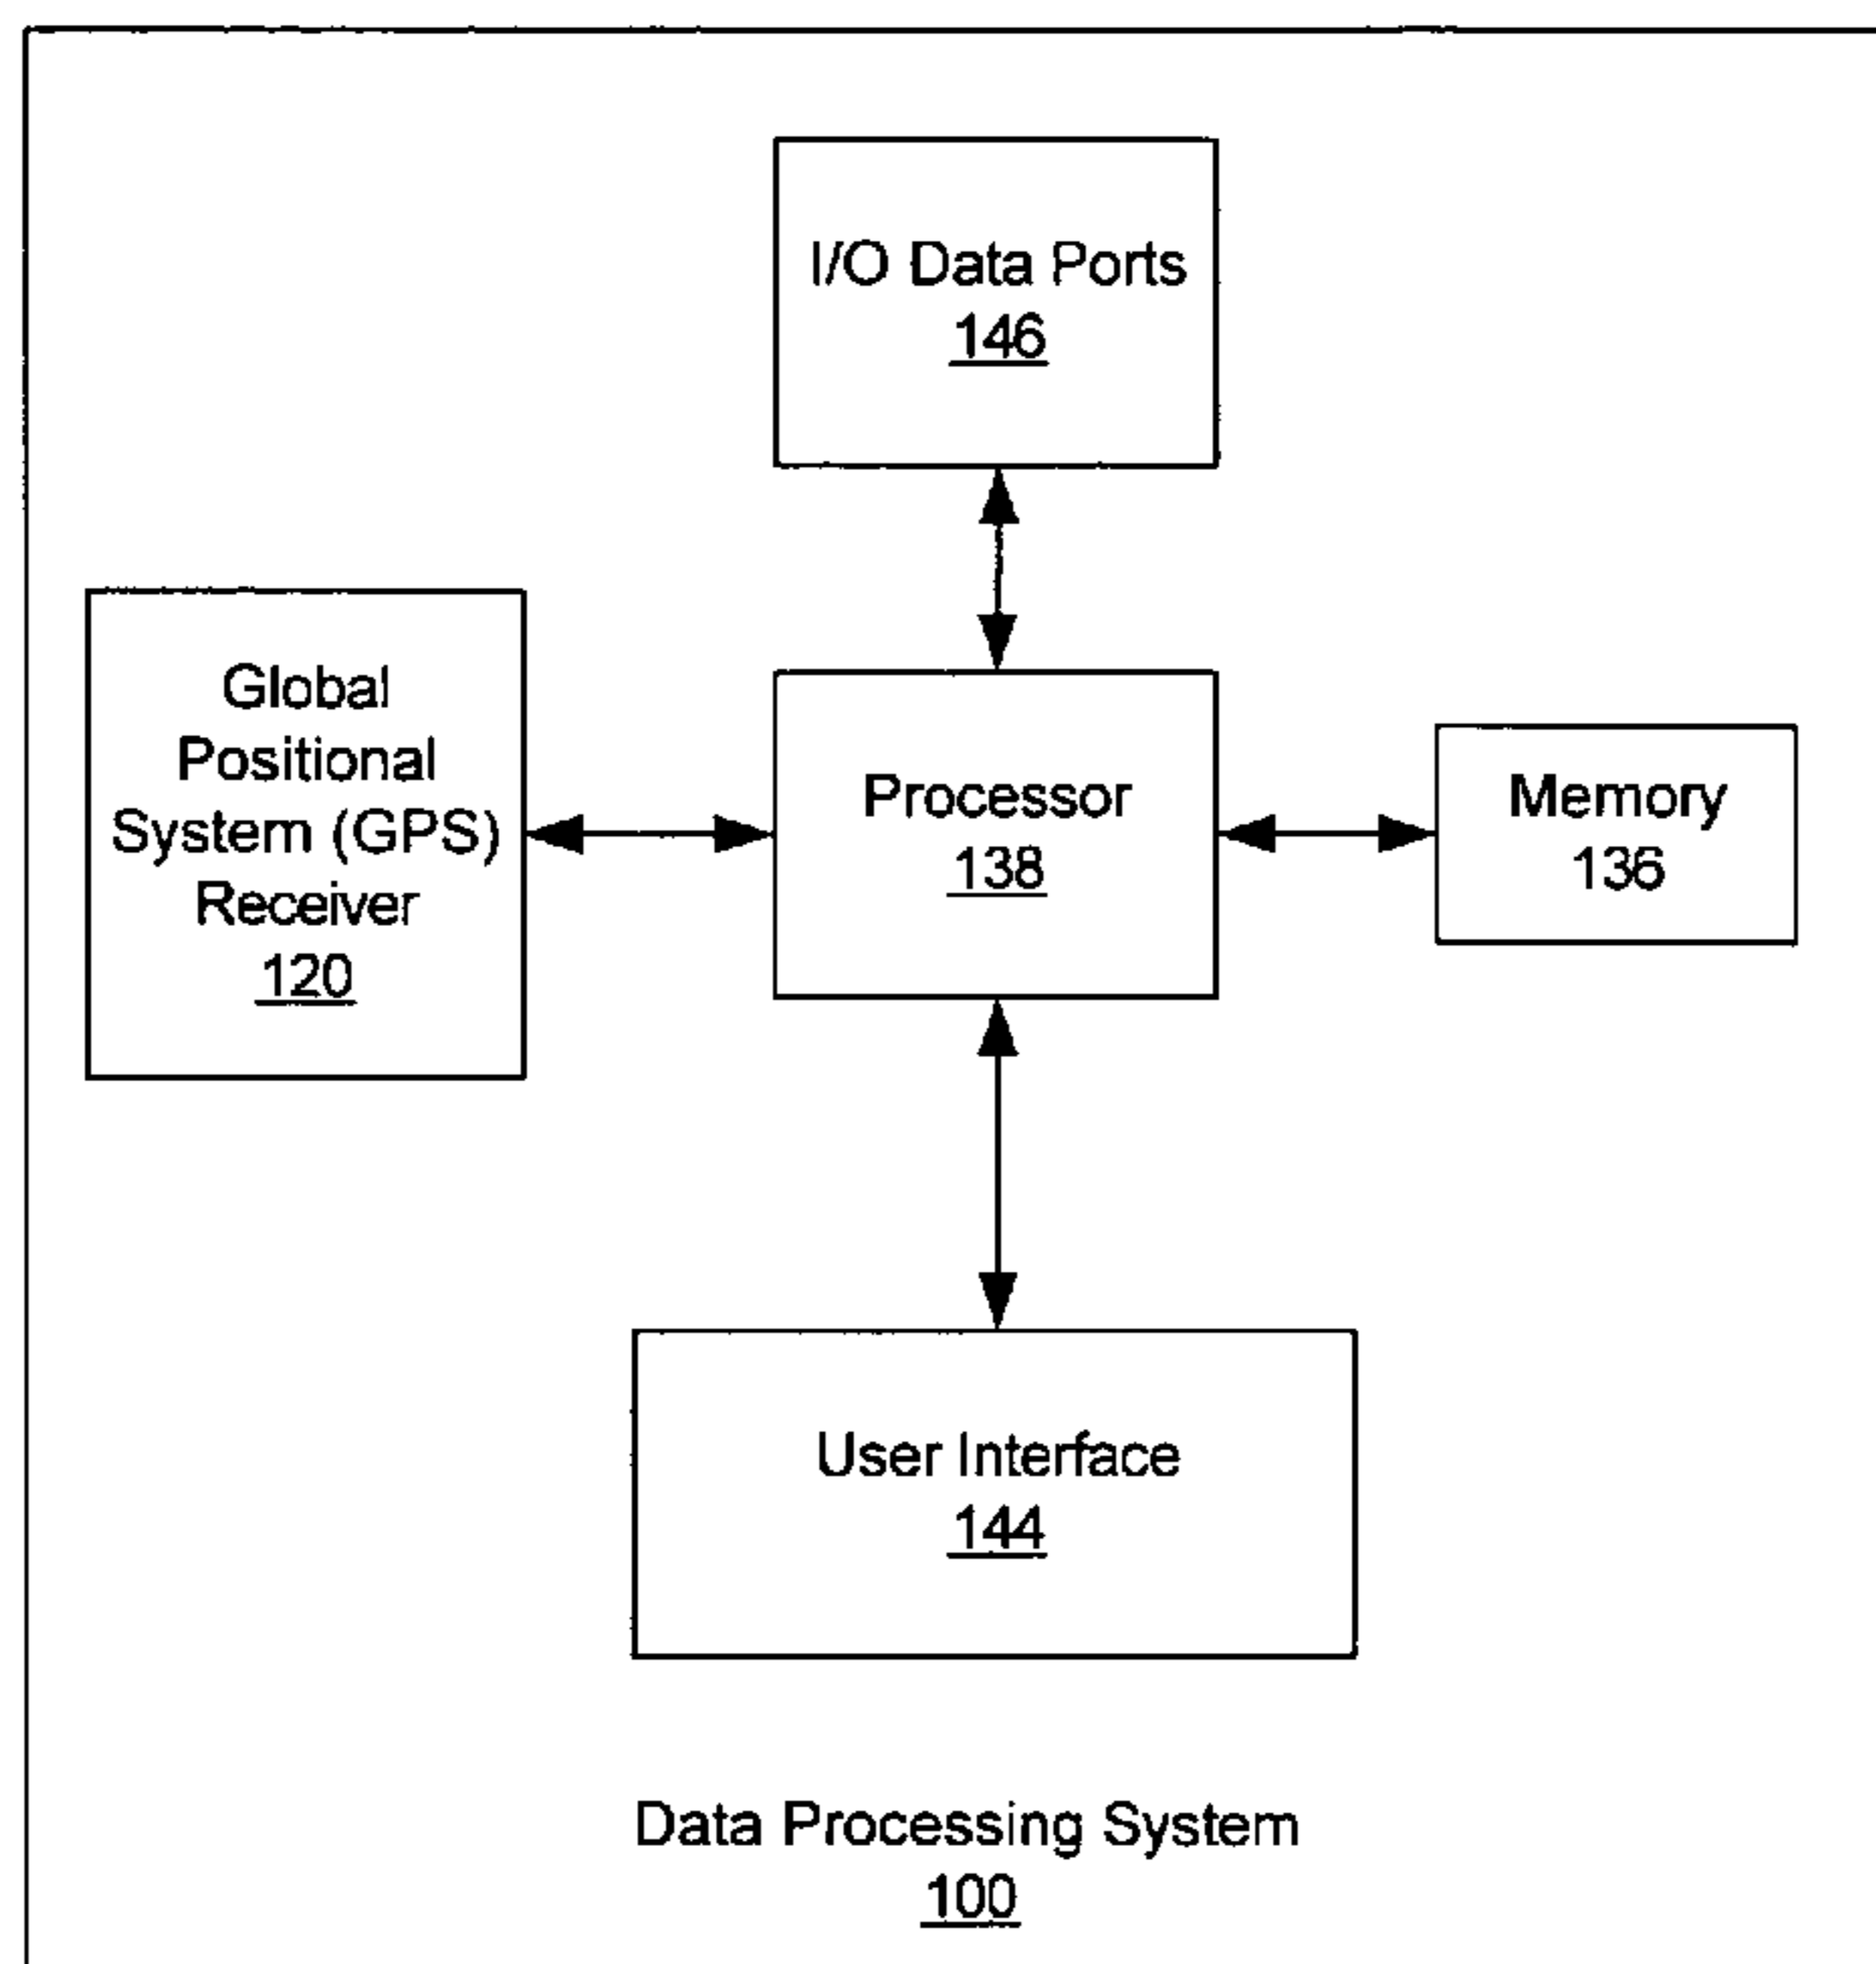 I/O Data Ports
146
Global
Positional
System (GPS)
Receiver
120
Processor
138
Memory
136
User Interface
144
Data Processing System
100